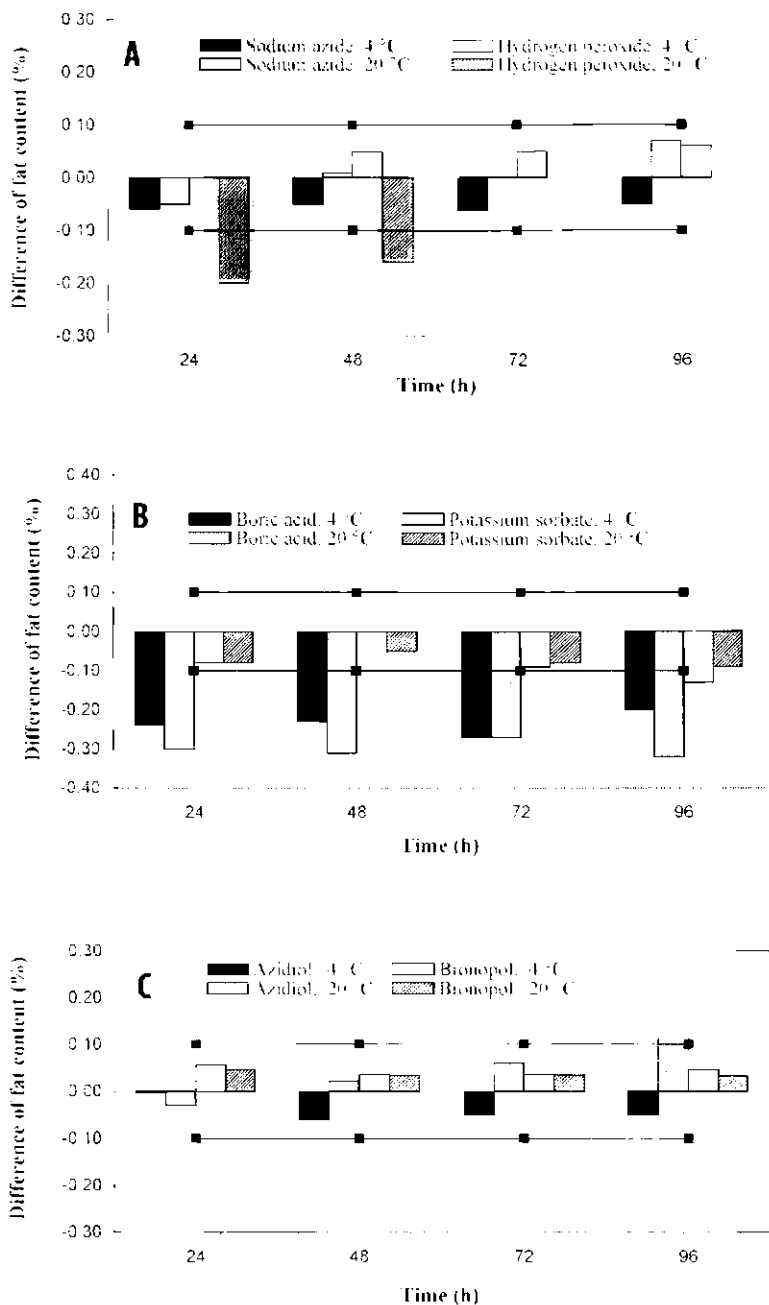 A
Sodium azide, 4 °C
Hydrogen peroxide, 4 °C
Sodium azide, 20 °C
Hydrogen peroxide, 20 °C
Difference of fat content (%)
0.30
0.20
0.10
0.00
-0.10
-0.20
-0.30
24 48 72 96
Time (h)
B
Boric acid, 4 °C
Potassium sorbate, 4 °C
Boric acid, 20 °C
Potassium sorbate, 20 °C
Difference of fat content (%)
0.40
0.30
0.20
0.10
0.00
-0.10
-0.20
-0.30
-0.40
24 48 72 96
Time (h)
C
Azidiol, 4 °C
Bronopol, 4 °C
Azidiol, 20 °C
Bronopol, 20 °C
Difference of fat content (%)
0.30
0.20
0.10
0.00
-0.10
-0.20
-0.30
24 48 72 96
Time (h)